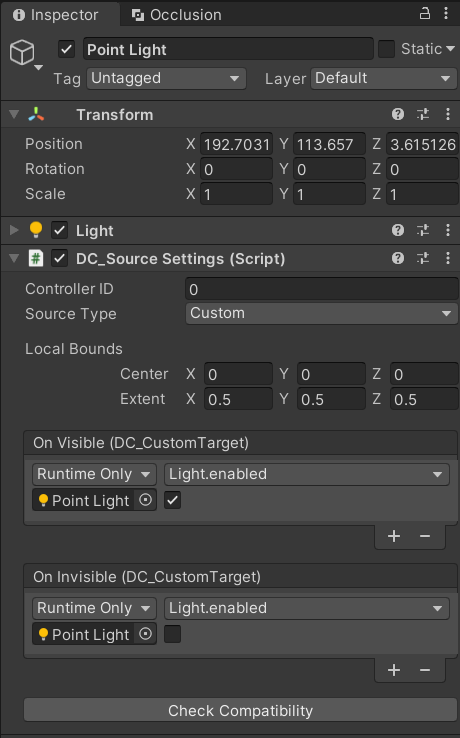 Inspector Occlusion
Point Light Static
Tag Untagged Layer Default
Transform
Position X 192.7031 Y 113.657 Z 3.615126
Rotation X 0 Y 0 Z 0
Scale X 1 Y 1 Z 1
Light
# DC_Source Settings (Script)
Controller ID 0
Source Type Custom
Local Bounds
Center X 0 Y 0 Z 0
Extent X 0.5 Y 0.5 Z 0.5
On Visible (DC_CustomTarget)
Runtime Only Light.enabled
Point Light
+ −
On Invisible (DC_CustomTarget)
Runtime Only Light.enabled
Point Light
+ −
Check Compatibility